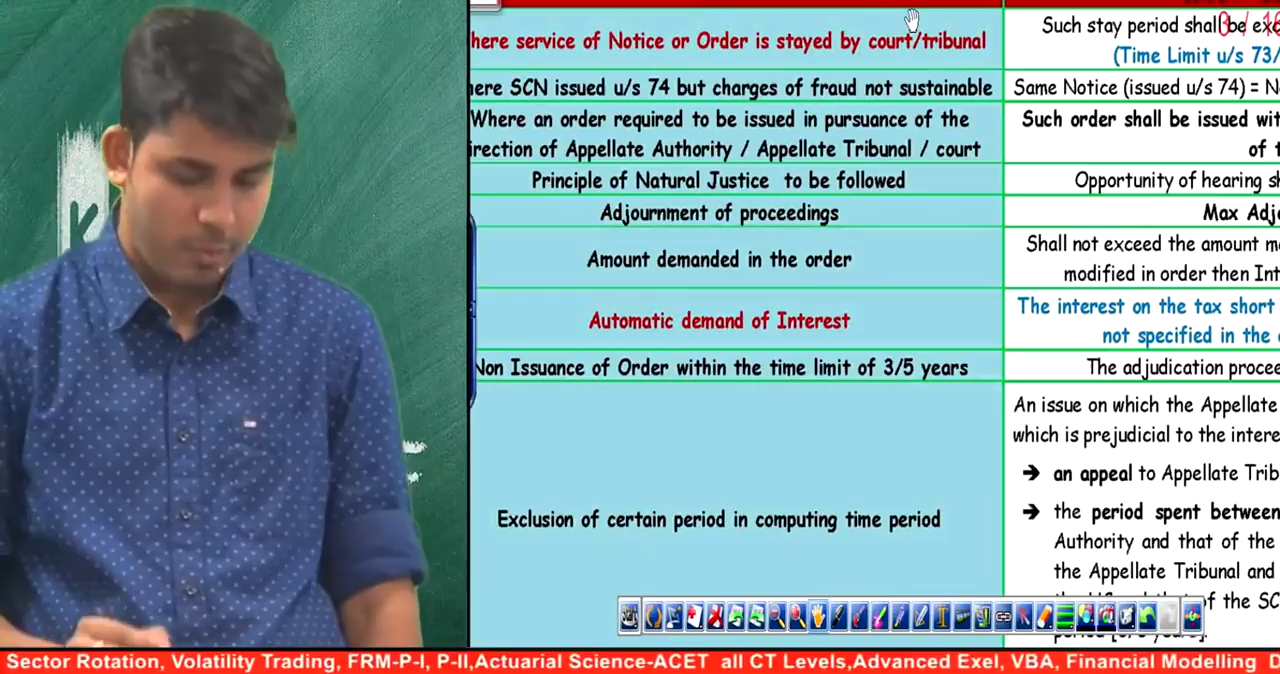 here service of Notice or Order is stayed by court/tribunal
Such stay period shall be exc
3 / 10
(Time Limit u/s 73/
ere SCN issued u/s 74 but charges of fraud not sustainable
Same Notice (issued u/s 74) = N
Where an order required to be issued in pursuance of the
irection of Appellate Authority / Appellate Tribunal / court
Such order shall be issued wit
of t
Principle of Natural Justice to be followed
Opportunity of hearing sh
Adjournment of proceedings
Max Adj
Amount demanded in the order
Shall not exceed the amount m
modified in order then Int
Automatic demand of Interest
The interest on the tax short
not specified in the
Non Issuance of Order within the time limit of 3/5 years
The adjudication procee
Exclusion of certain period in computing time period
An issue on which the Appellate
which is prejudicial to the intere
→ an appeal to Appellate Trib
→ the period spent between
Authority and that of the
the Appellate Tribunal and
of the SC
Sector Rotation, Volatility Trading, FRM-P-I, P-II,Actuarial Science-ACET all CT Levels,Advanced Exel, VBA, Financial Modelling D